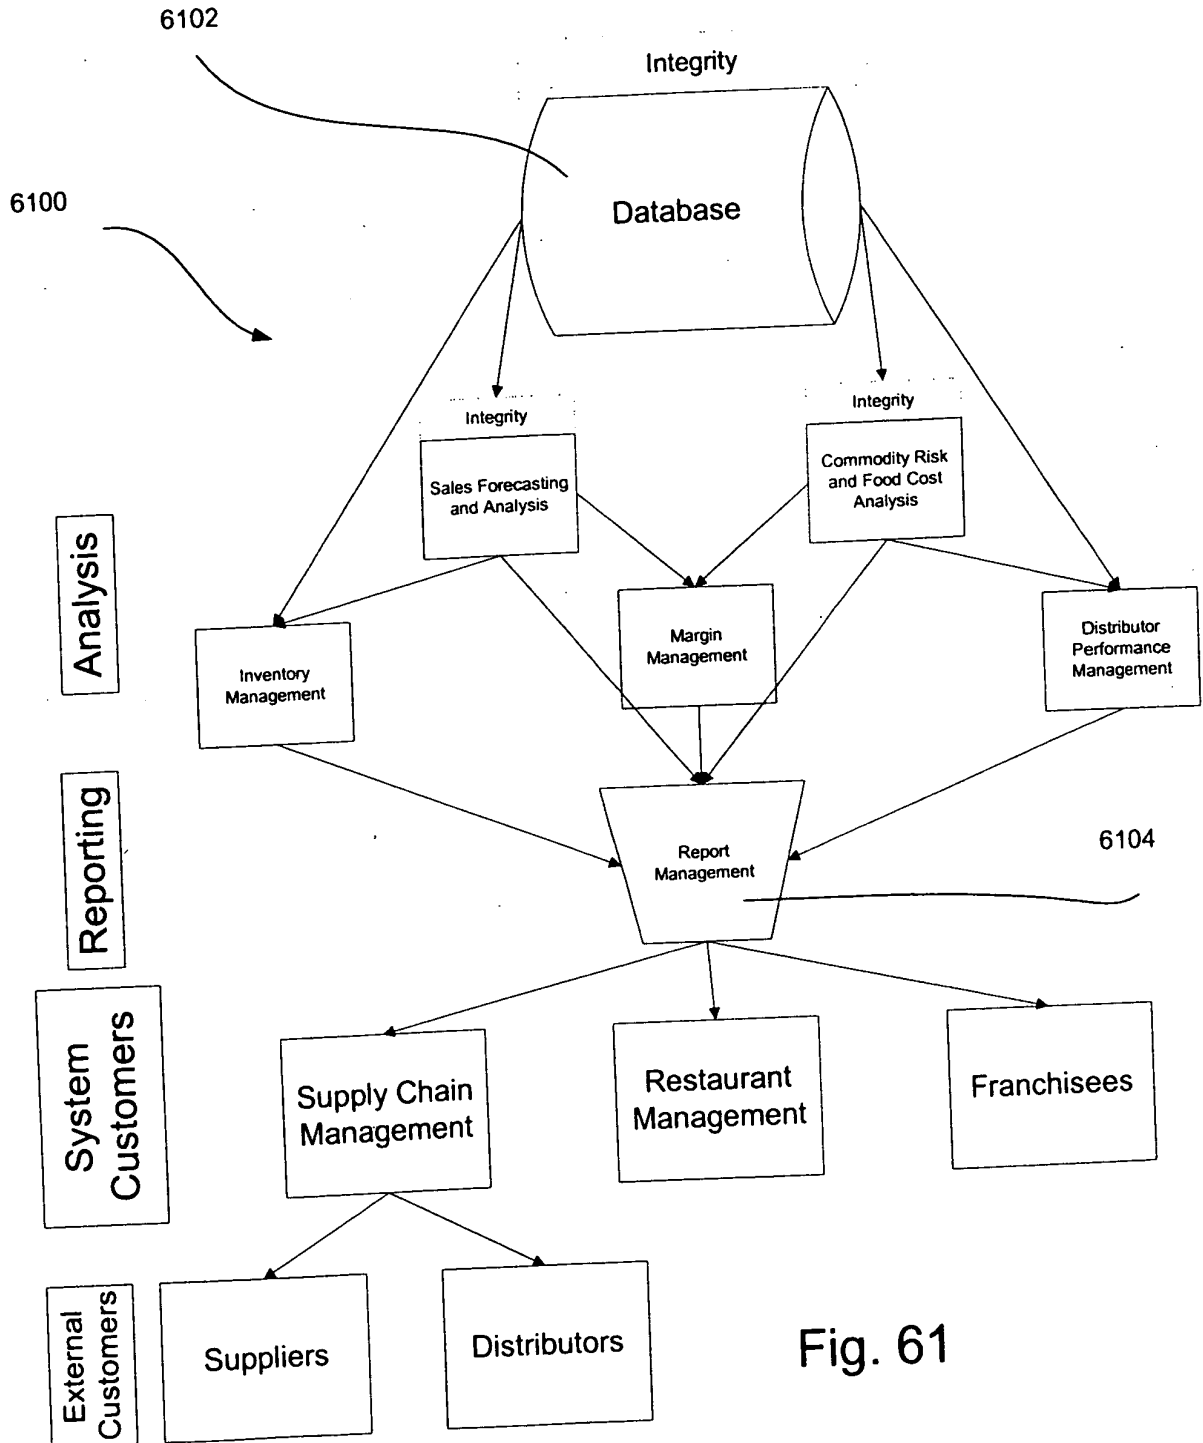 6102
Integrity
6100
Database
Integrity
Integrity
Sales Forecasting
and Analysis
Commodity Risk
and Food Cost
Analysis
Analysis
Inventory
Management
Margin
Management
Distributor
Performance
Management
Reporting
Report
Management
6104
System
Customers
Supply Chain
Management
Restaurant
Management
Franchisees
External
Customers
Suppliers
Distributors
Fig. 61